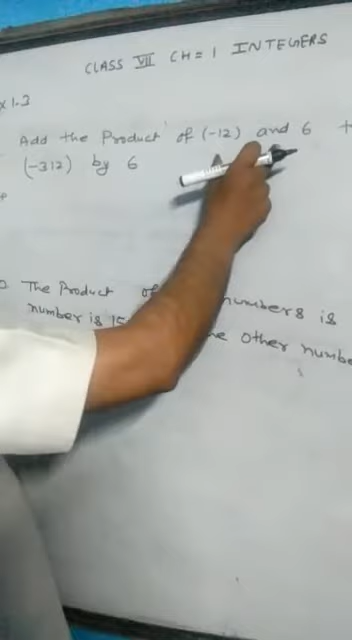 CLASS VII CH=1 INTEGERS
x 1.3
Add the Product of (-12) and 6
(-312) by 6
The Product of numbers is
number is 15 other numbe